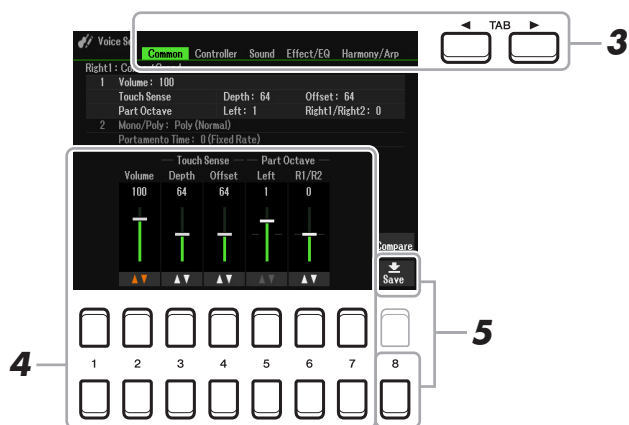 ◄ TAB ►
3
Voice S
Common Controller Sound Effect/EQ Harmony/Arp
Right1 :
1 Volume: 100
Touch Sense Depth: 64 Offset: 64
Part Octave Left: 1 Right1/Right2: 0
2 Mono/Poly: Poly (Normal)
Portamento Time: 0 (Fixed Rate)
Touch Sense Part Octave
Volume Depth Offset Left R1/R2
100 64 64 1 0
Compare
Save
▲▼ ▲▼ ▲▼ ▲▼ ▲▼
5
4
1 2 3 4 5 6 7 8